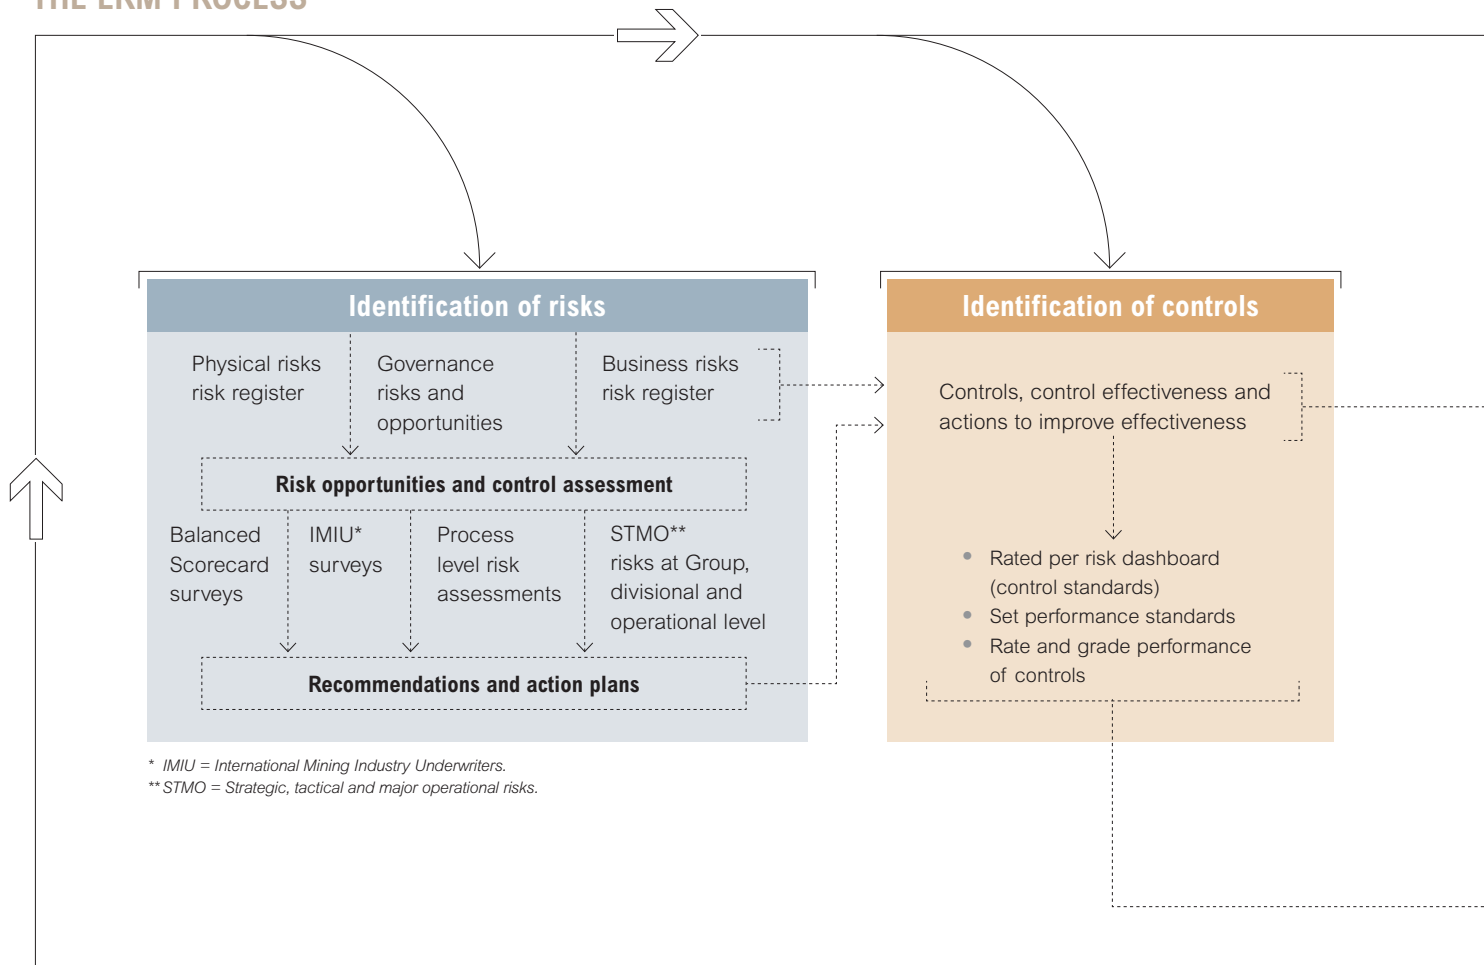 THE ERM PROCESS
Identification of risks
Physical risks
risk register
Governance
risks and
opportunities
Business risks
risk register
Risk opportunities and control assessment
Balanced
Scorecard
surveys
IMIU*
surveys
Process
level risk
assessments
STMO**
risks at Group,
divisional and
operational level
Recommendations and action plans
* IMIU = International Mining Industry Underwriters.
** STMO = Strategic, tactical and major operational risks.
Identification of controls
Controls, control effectiveness and
actions to improve effectiveness
• Rated per risk dashboard
(control standards)
• Set performance standards
• Rate and grade performance
of controls